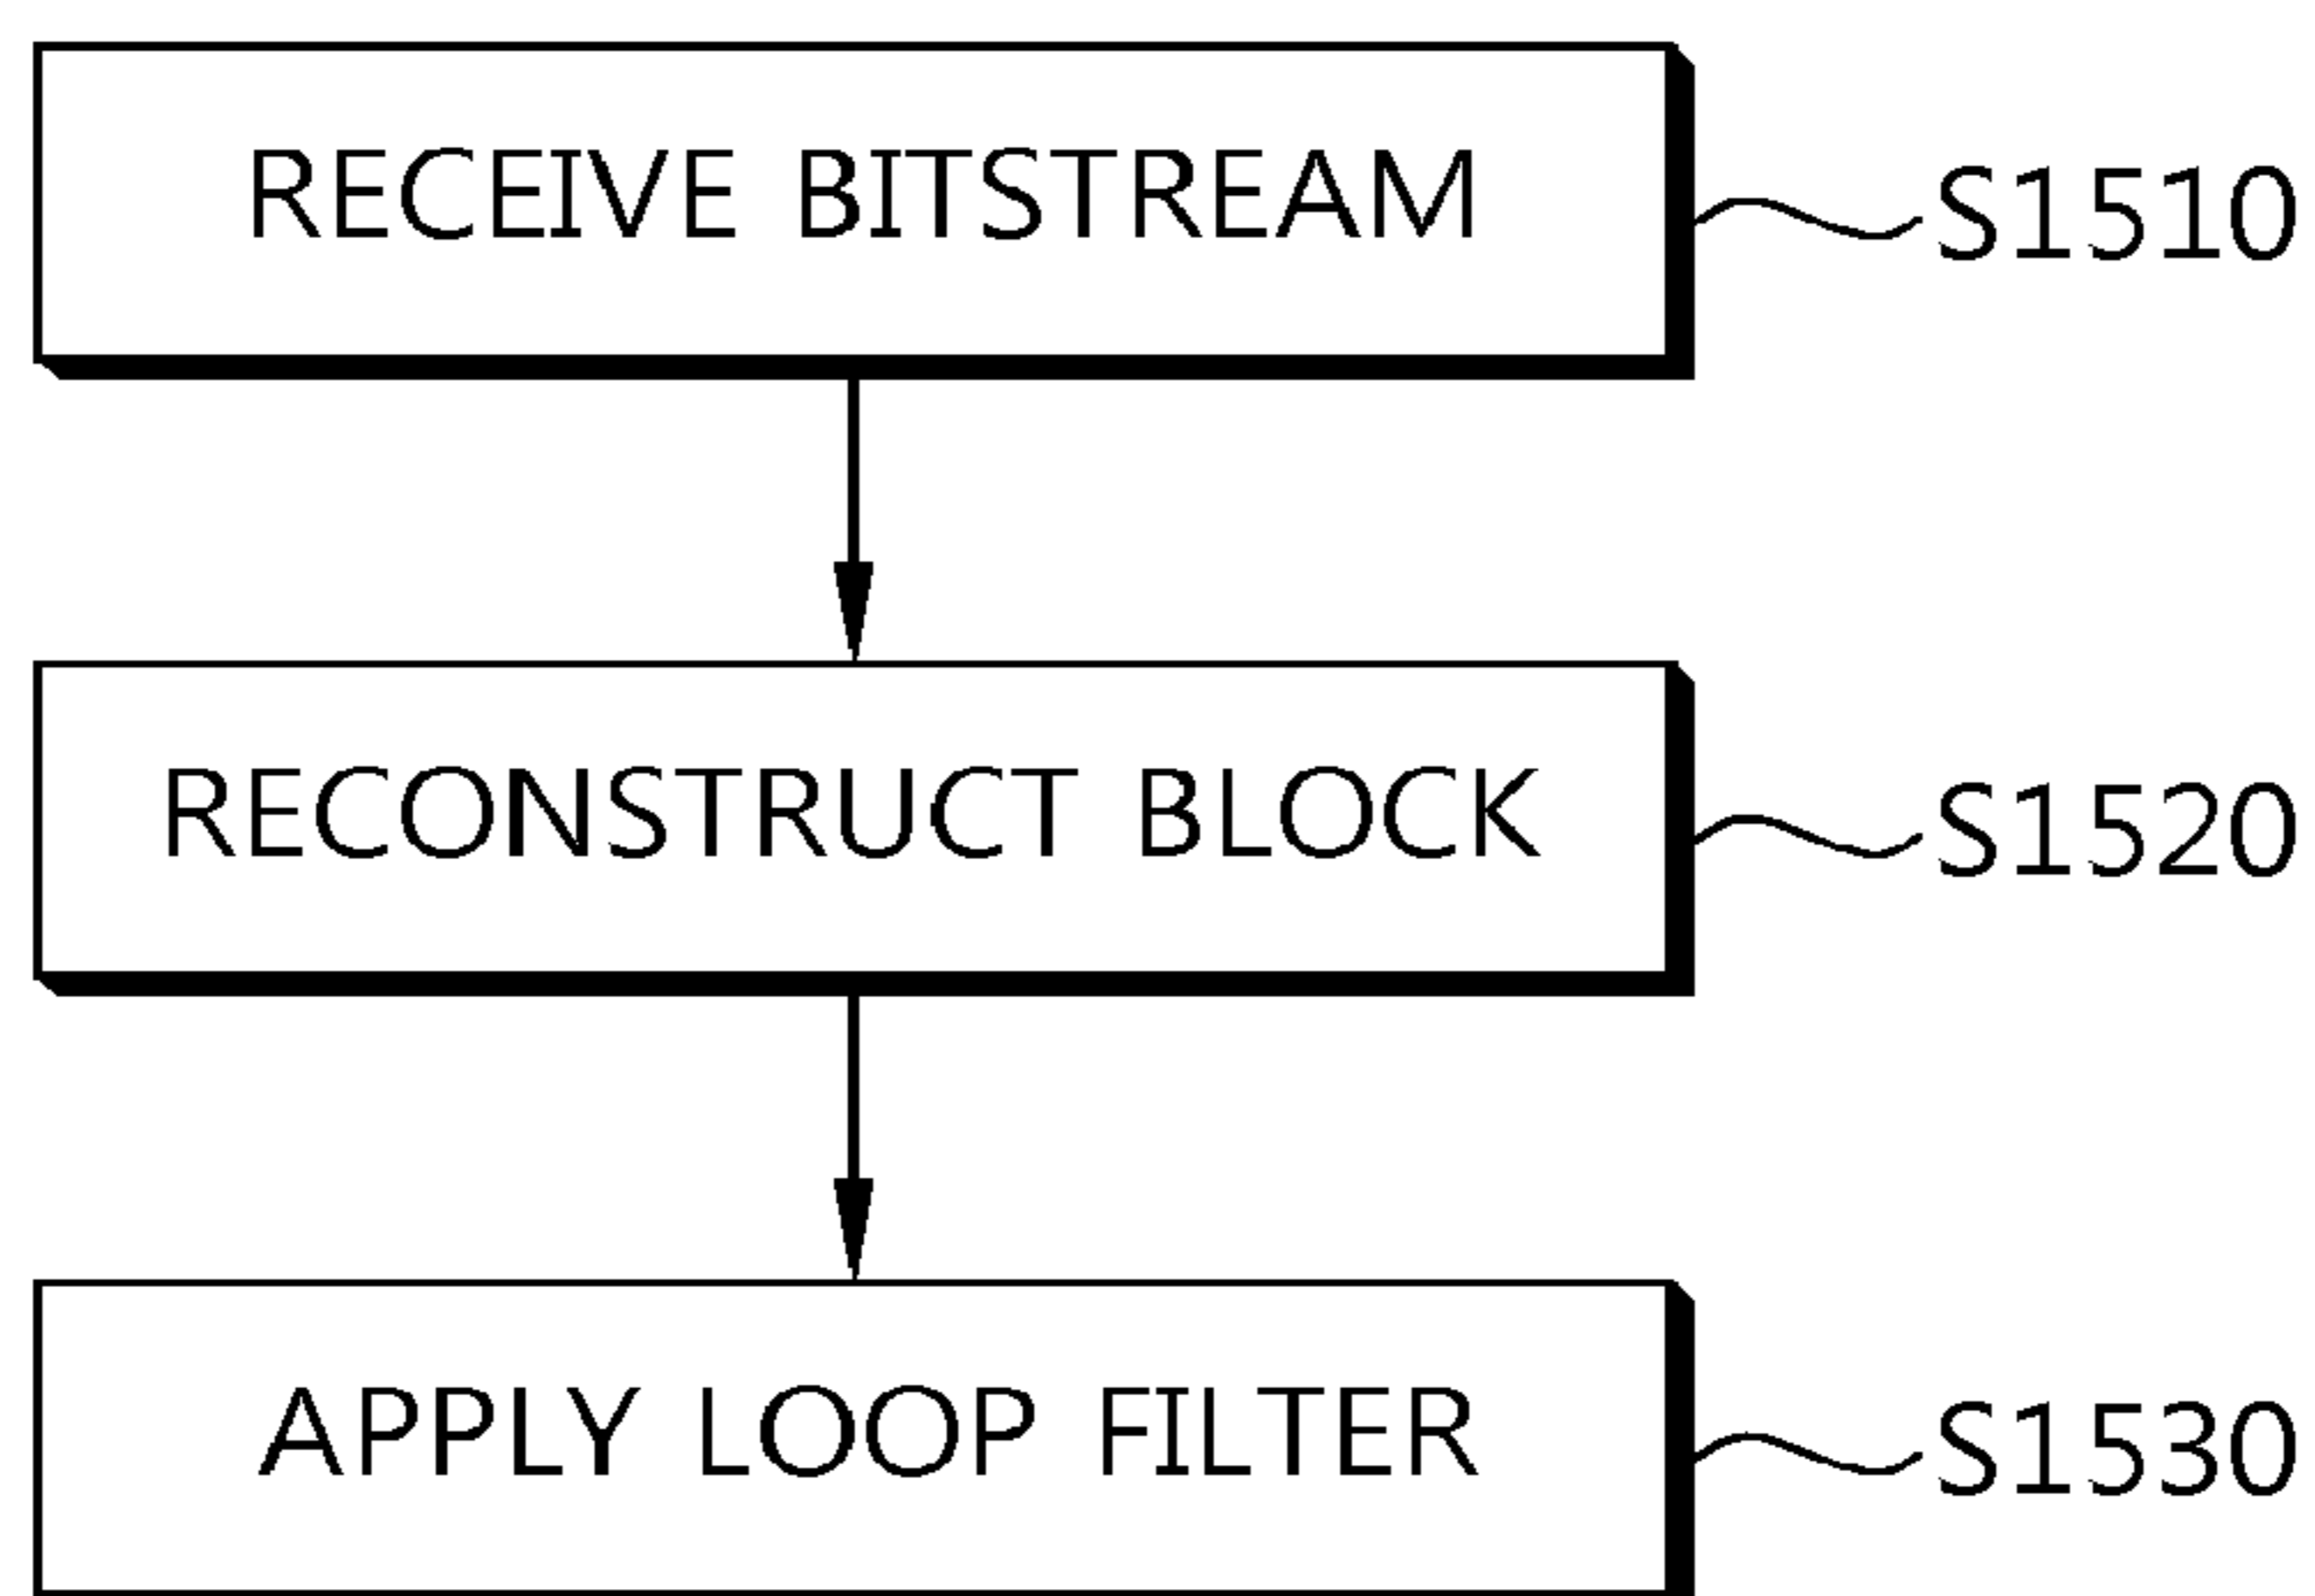 RECEIVE BITSTREAM
S1510
RECONSTRUCT BLOCK
S1520
APPLY LOOP FILTER
S1530